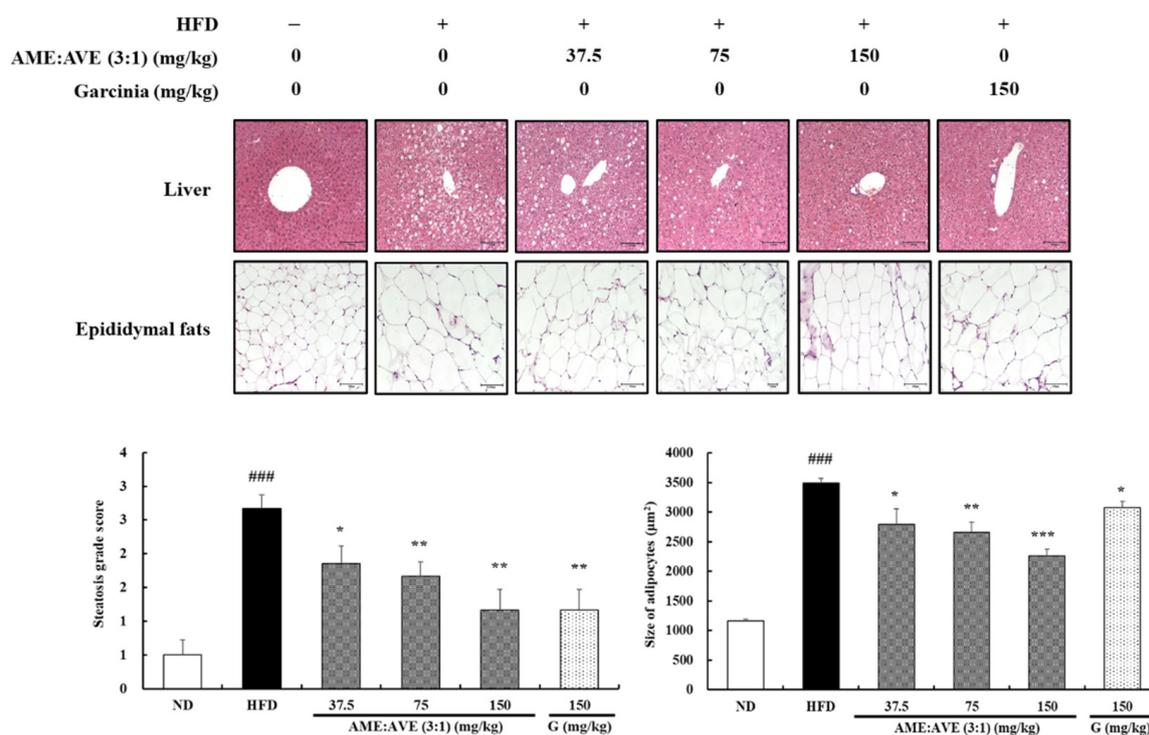 HFD − + + + + +
AME:AVE (3:1) (mg/kg) 0 0 37.5 75 150 0
Garcinia (mg/kg) 0 0 0 0 0 150
Liver
Epididymal fats
Steatosis grade score
4
3
3
2
2
1
1
0
###
*
**
**
**
ND HFD 37.5 75 150 150
AME:AVE (3:1) (mg/kg) G (mg/kg)
Size of adipocytes (μm²)
4000
3500
3000
2500
2000
1500
1000
500
0
###
*
**
***
*
ND HFD 37.5 75 150 150
AME:AVE (3:1) (mg/kg) G (mg/kg)